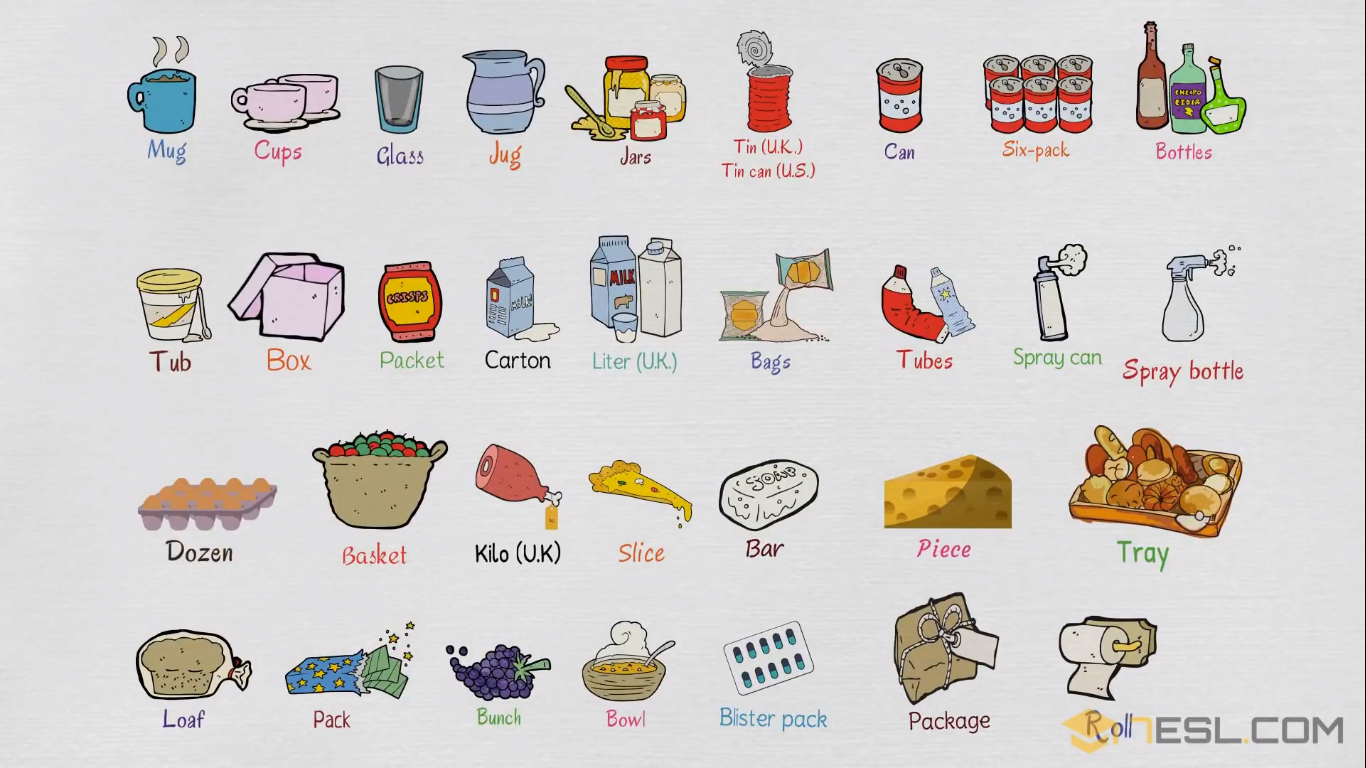 Mug
Cups
Glass
Jug
Jars
Tin (U.K.)
Tin can (U.S.)
Can
Six-pack
CHEAPO
CIDER
Bottles
Tub
Box
CRISPS
Packet
MILK
Carton
MILK
Liter (U.K.)
Bags
Tubes
Spray can
Spray bottle
Dozen
Basket
Kilo (U.K)
Slice
SOAP
Bar
Piece
Tray
Loaf
Pack
Bunch
Bowl
Blister pack
Package
Roll
7ESL.COM